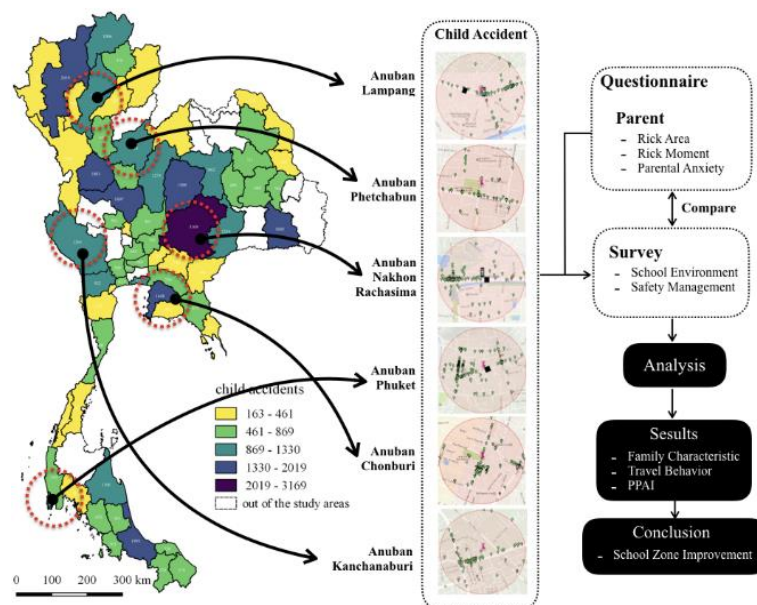 Child Accident
Anuban
Lampang
Anuban
Phetchabun
Anuban
Nakhon
Rachasima
Anuban
Phuket
Anuban
Chonburi
Anuban
Kanchanaburi
child accidents
163 - 461
461 - 869
869 - 1330
1330 - 2019
2019 - 3169
out of the study areas
0 100 200 300 km
Questionnaire
Parent
- Rick Area
- Rick Moment
- Parental Anxiety
Compare
Survey
- School Environment
- Safety Management
Analysis
Sesults
- Family Characteristic
- Travel Behavior
- PPAI
Conclusion
- School Zone Improvement